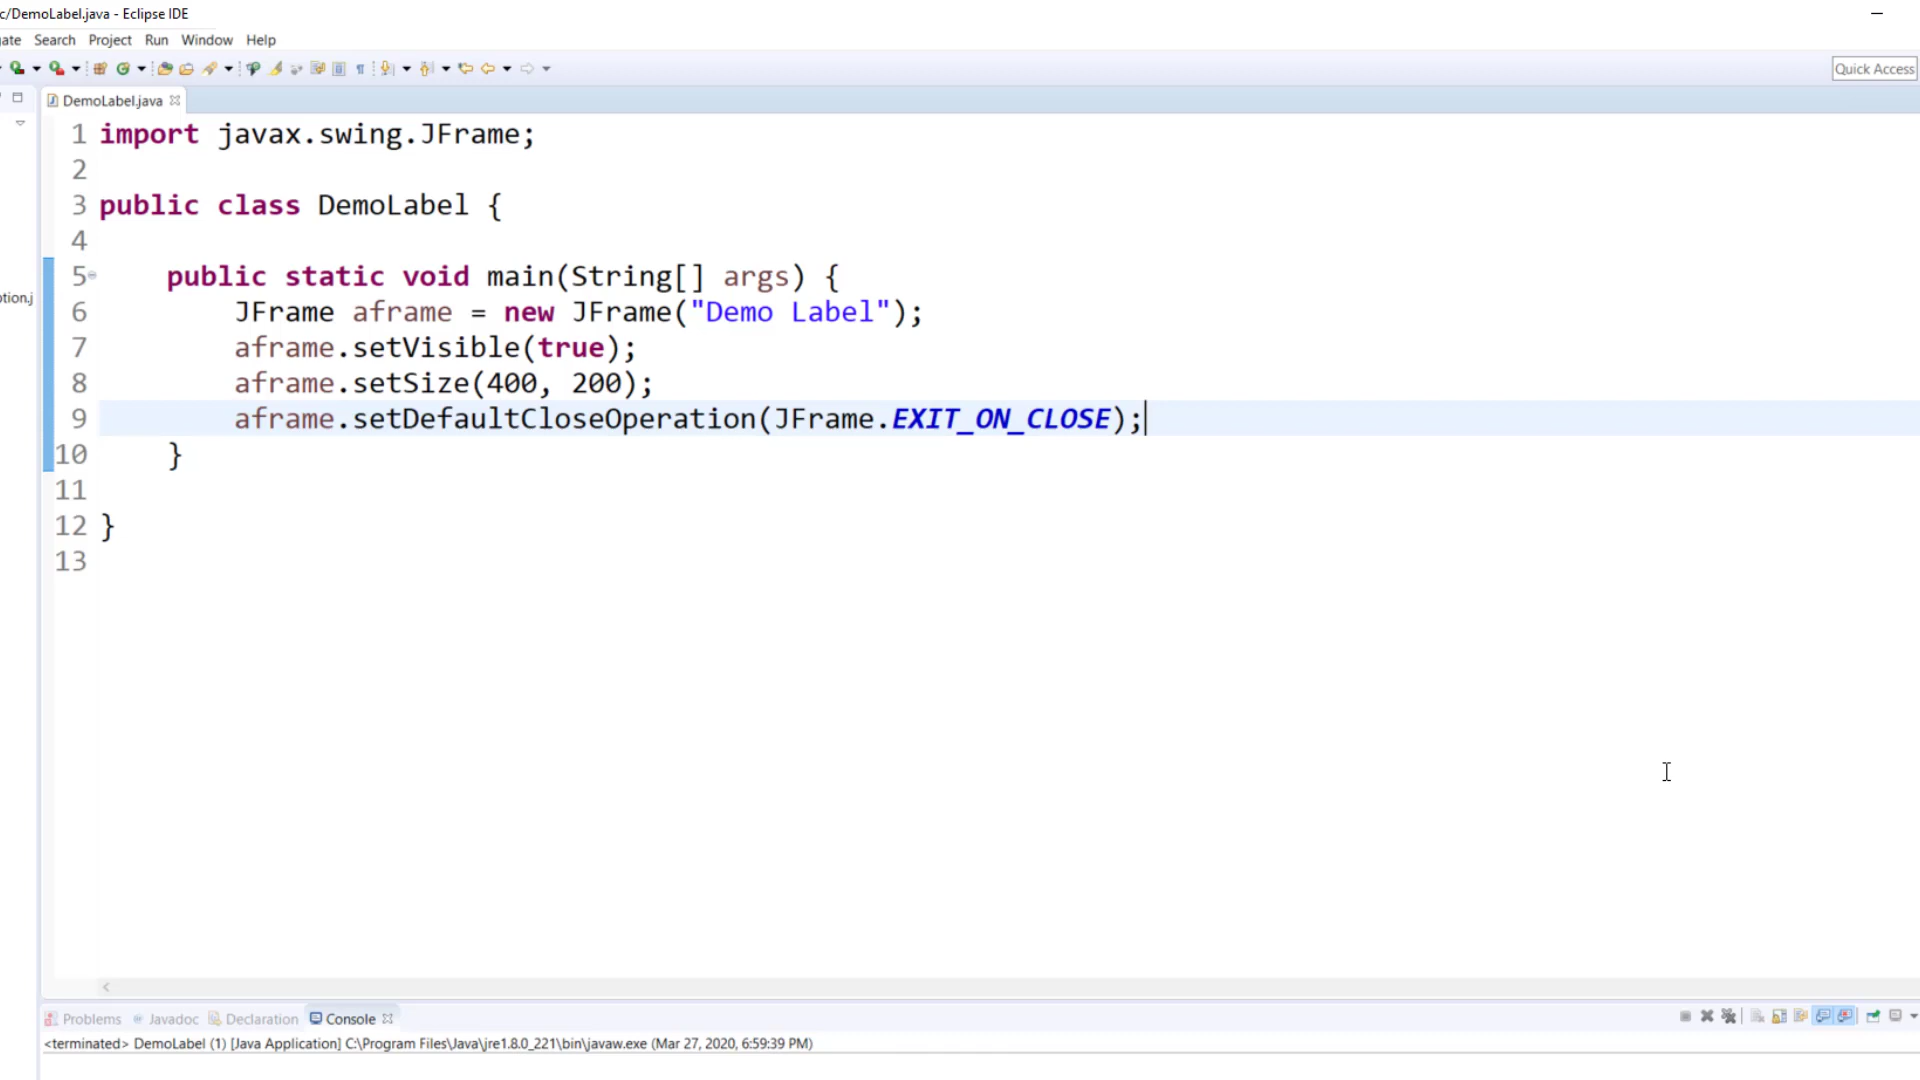 c/DemoLabel.java - Eclipse IDE
ate Search Project Run Window Help
Quick Access
DemoLabel.java
1 import javax.swing.JFrame;
2
3 public class DemoLabel {
4
5 public static void main(String[] args) {
6 JFrame aframe = new JFrame("Demo Label");
7 aframe.setVisible(true);
8 aframe.setSize(400, 200);
9 aframe.setDefaultCloseOperation(JFrame.EXIT_ON_CLOSE);
10 }
11
12 }
13
tion.j
Problems Javadoc Declaration Console
<terminated> DemoLabel (1) [Java Application] C:\Program Files\Java\jre1.8.0_221\bin\javaw.exe (Mar 27, 2020, 6:59:39 PM)